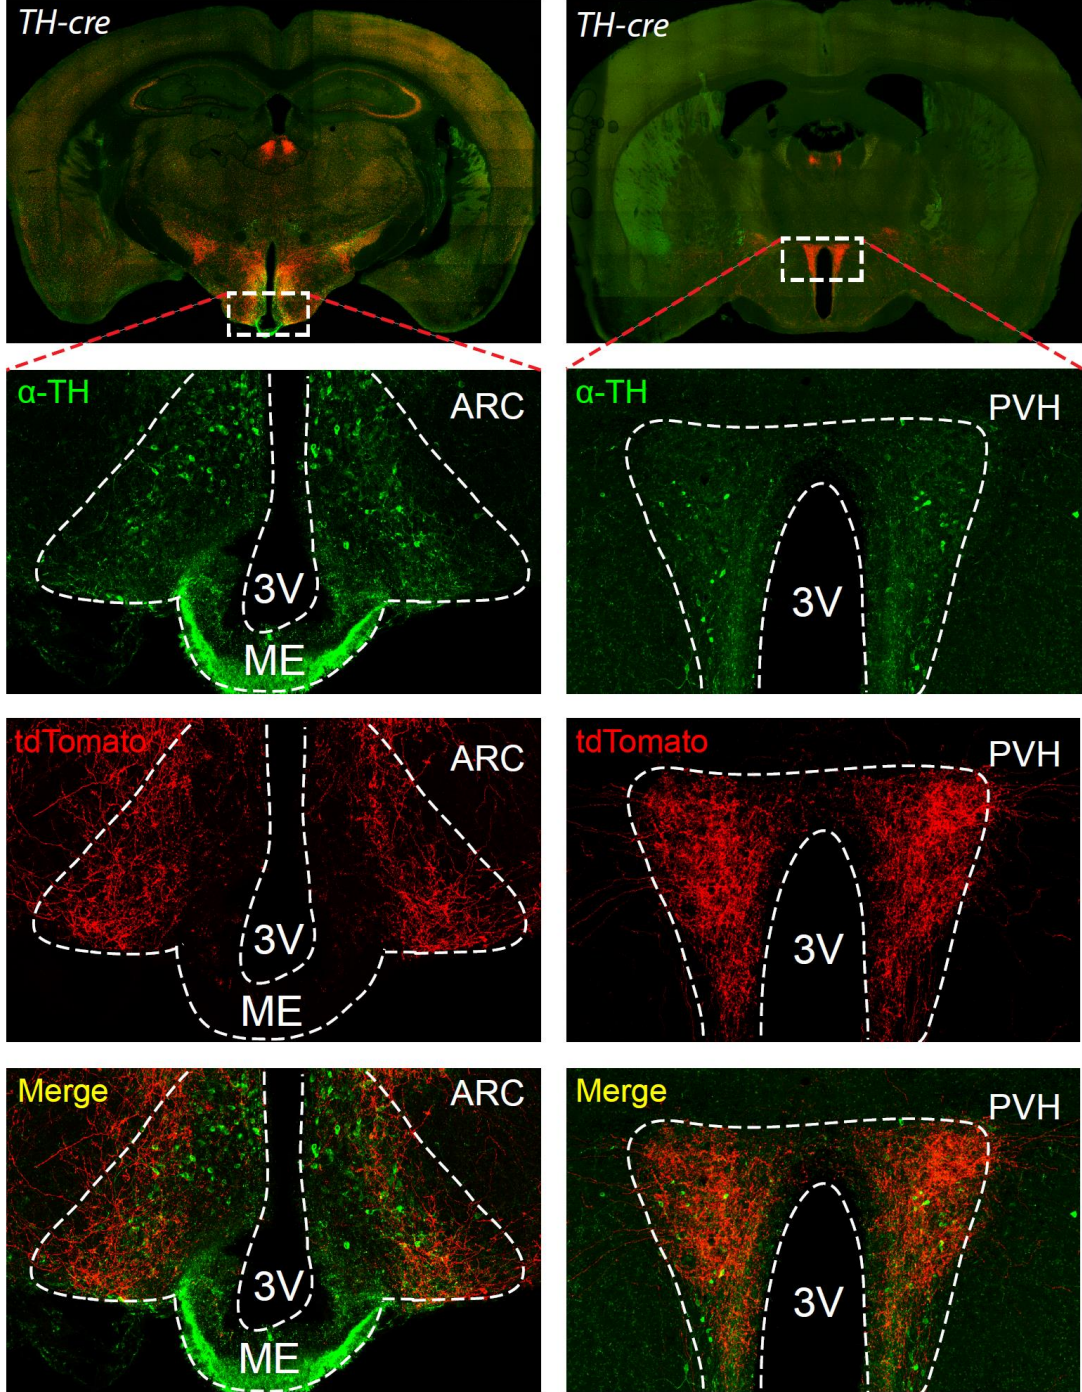 TH-cre
TH-cre
α-TH
ARC
3V
ME
α-TH
PVH
3V
tdTomato
ARC
3V
ME
tdTomato
PVH
3V
Merge
ARC
3V
ME
Merge
PVH
3V